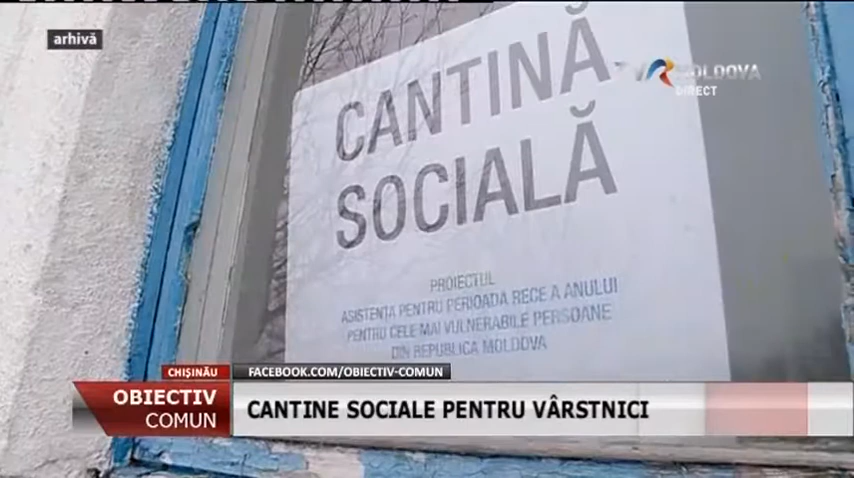 arhivă
CANTINĂ
SOCIALĂ
TVR MOLDOVA
DIRECT
PROIECTUL
ASISTENȚA PENTRU PERIOADA RECE A ANULUI
PENTRU CELE MAI VULNERABILE PERSOANE
DIN REPUBLICA MOLDOVA
CHIȘINĂU
FACEBOOK.COM/OBIECTIV-COMUN
OBIECTIV
COMUN
CANTINE SOCIALE PENTRU VÂRSTNICI